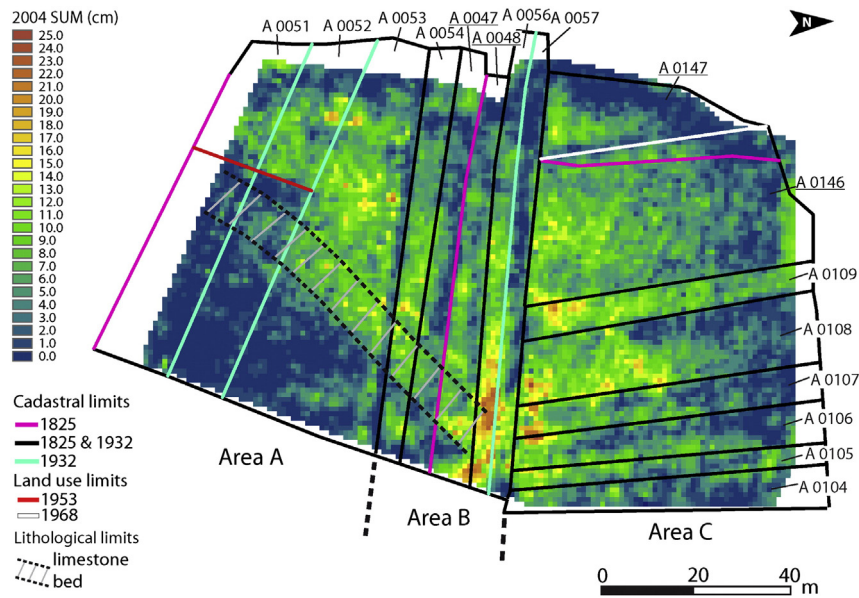 2004 SUM (cm)
25.0
24.0
23.0
22.0
21.0
20.0
19.0
18.0
17.0
16.0
15.0
14.0
13.0
12.0
11.0
10.0
9.0
8.0
7.0
6.0
5.0
4.0
3.0
2.0
1.0
0.0
A 0051
A 0052
A 0053
A 0054
A 0047
A 0048
A 0056
A 0057
N
A 0147
A 0146
A 0109
A 0108
A 0107
A 0106
A 0105
A 0104
Cadastral limits
1825
1825 & 1932
1932
Land use limits
1953
1968
Lithological limits
limestone
bed
Area A
Area B
Area C
0 20 40 m